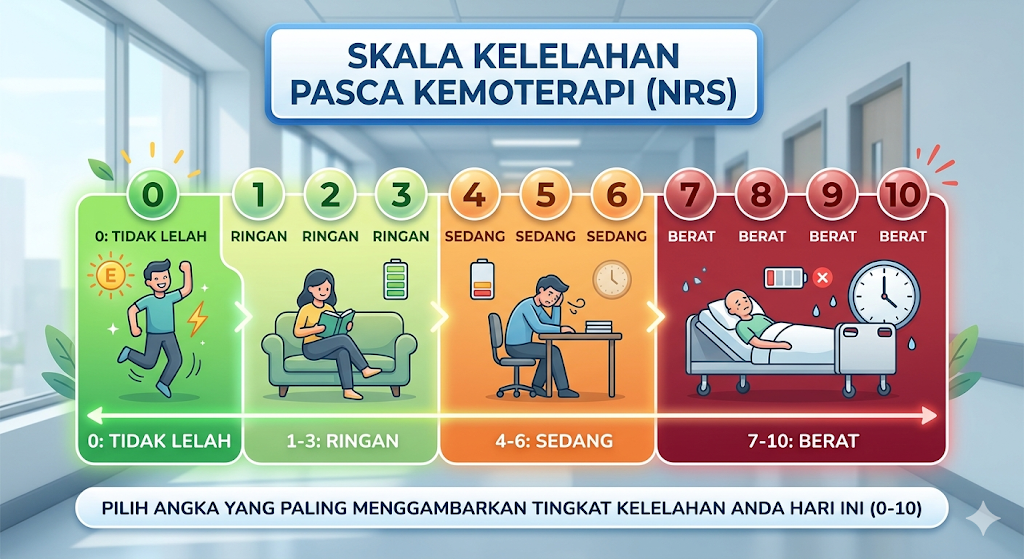 SKALA KELELAHAN
PASCA KEMOTERAPI (NRS)
0 1 2 3 4 5 6 7 8 9 10
0: TIDAK LELAH RINGAN RINGAN RINGAN SEDANG SEDANG SEDANG BERAT BERAT BERAT BERAT
E
0: TIDAK LELAH 1-3: RINGAN 4-6: SEDANG 7-10: BERAT
PILIH ANGKA YANG PALING MENGGAMBARKAN TINGKAT KELELAHAN ANDA HARI INI (0-10)